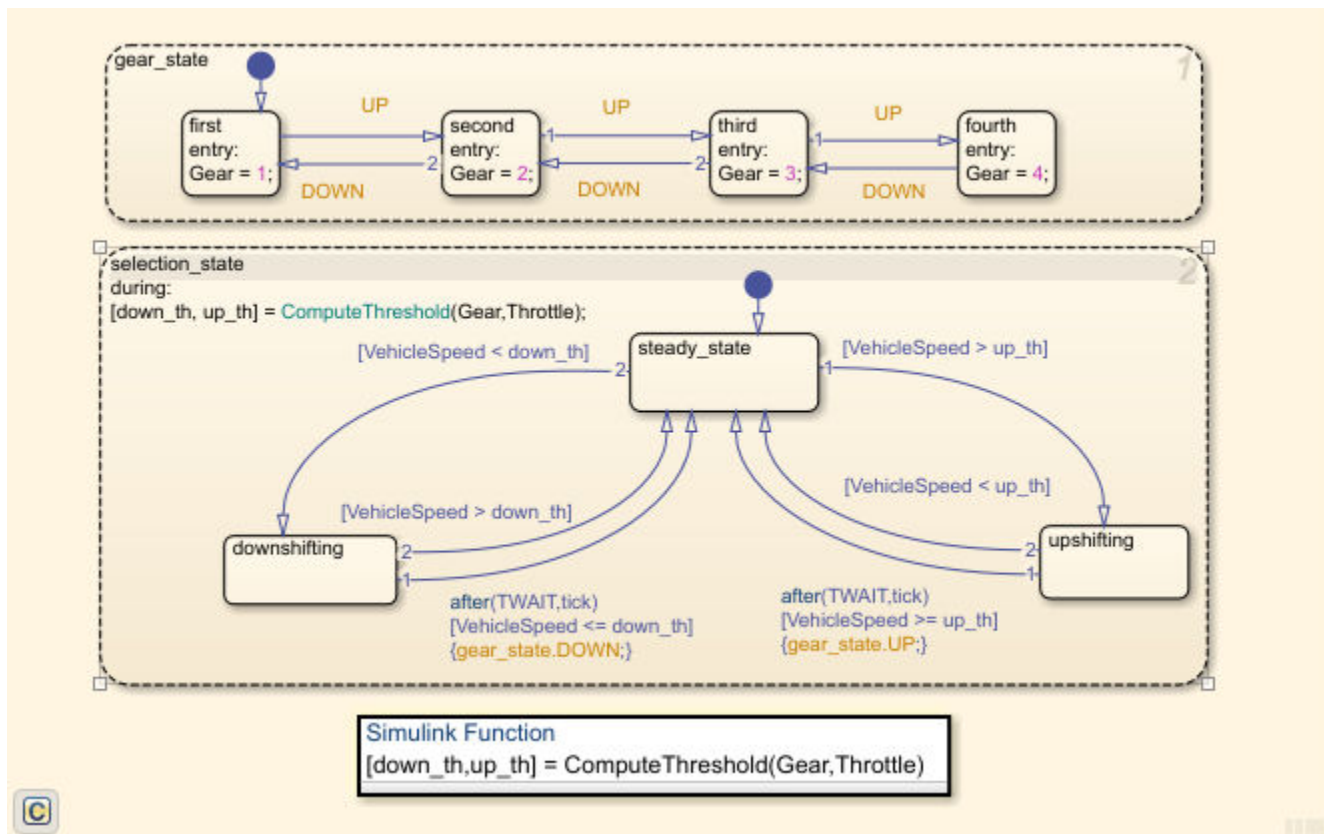 gear_state
1
first
entry:
Gear = 1;
UP
DOWN
second
entry:
Gear = 2;
1
2
UP
DOWN
third
entry:
Gear = 3;
1
2
UP
DOWN
fourth
entry:
Gear = 4;
selection_state
2
during:
[down_th, up_th] = ComputeThreshold(Gear,Throttle);
[VehicleSpeed < down_th]
2
steady_state
1
[VehicleSpeed > up_th]
[VehicleSpeed > down_th]
[VehicleSpeed < up_th]
downshifting
2
1
2
1
upshifting
after(TWAIT,tick)
[VehicleSpeed <= down_th]
{gear_state.DOWN;}
after(TWAIT,tick)
[VehicleSpeed >= up_th]
{gear_state.UP;}
Simulink Function
[down_th,up_th] = ComputeThreshold(Gear,Throttle)
C